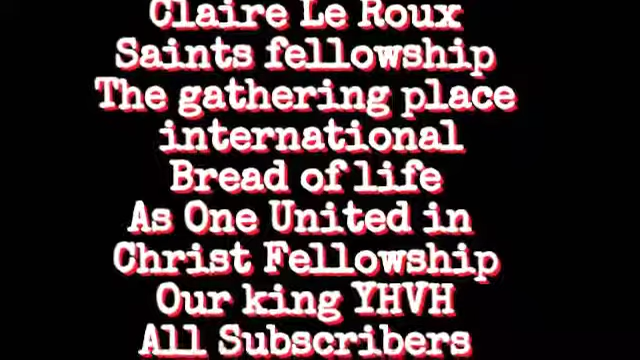 Claire Le Roux
Saints fellowship
The gathering place
international
Bread of life
As One United in
Christ Fellowship
Our king YHVH
All Subscribers